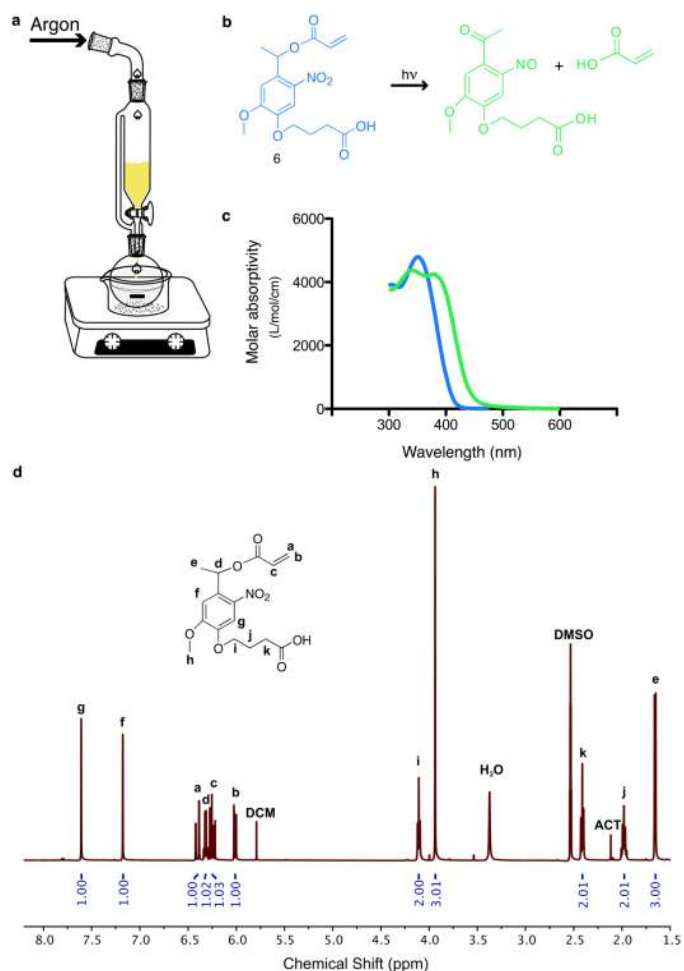 a
Argon
b
O
O
NO₂
O
O
OH
O
6
hν
O
NO
O
O
OH
O
+
O
HO
c
Molar absorptivity
(L/mol/cm)
6000
4000
2000
0
300
400
500
600
Wavelength (nm)
d
O
a
b
c
d
e
O
f
NO₂
g
O
h
O
i
j
k
OH
O
g
f
a
d
c
b
DCM
i
h
H₂O
DMSO
k
ACT
j
e
1.00
1.00
1.00
1.02
1.03
1.00
2.00
3.01
2.01
2.01
3.00
8.0 7.5 7.0 6.5 6.0 5.5 5.0 4.5 4.0 3.5 3.0 2.5 2.0 1.5
Chemical Shift (ppm)